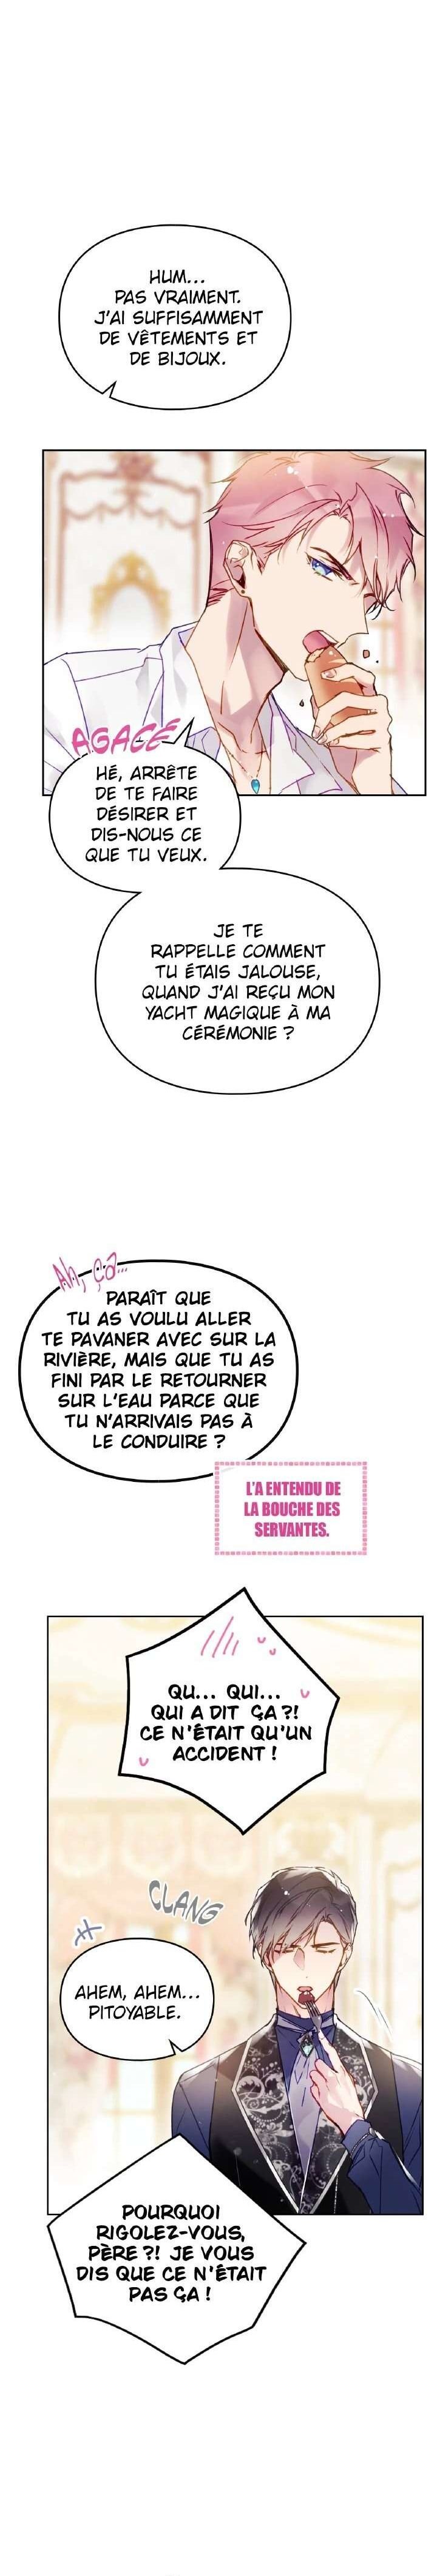 HUM...
PAS VRAIMENT.
J'AI SUFFISAMMENT
DE VÊTEMENTS ET
DE BIJOUX.
AGACÉ
HÉ, ARRÊTE
DE TE FAIRE
DÉSIRER ET
DIS-NOUS CE
QUE TU VEUX.
JE TE
RAPPELLE COMMENT
TU ÉTAIS JALOUSE,
QUAND J'AI REÇU MON
YACHT MAGIQUE À MA
CÉRÉMONIE ?
Ah, ça...
PARAÎT QUE
TU AS VOULU ALLER
TE PAVANER AVEC SUR LA
RIVIÈRE, MAIS QUE TU AS
FINI PAR LE RETOURNER
SUR L'EAU PARCE QUE
TU N'ARRIVAIS PAS À
LE CONDUIRE ?
L'A ENTENDU DE
LA BOUCHE DES
SERVANTES.
QU... QUI...
QUI A DIT ÇA ?!
CE N'ÉTAIT QU'UN
ACCIDENT !
CLANG
AHEM, AHEM...
PITOYABLE.
POURQUOI
RIGOLEZ-VOUS,
PÈRE ?! JE VOUS
DIS QUE CE N'ÉTAIT
PAS ÇA !